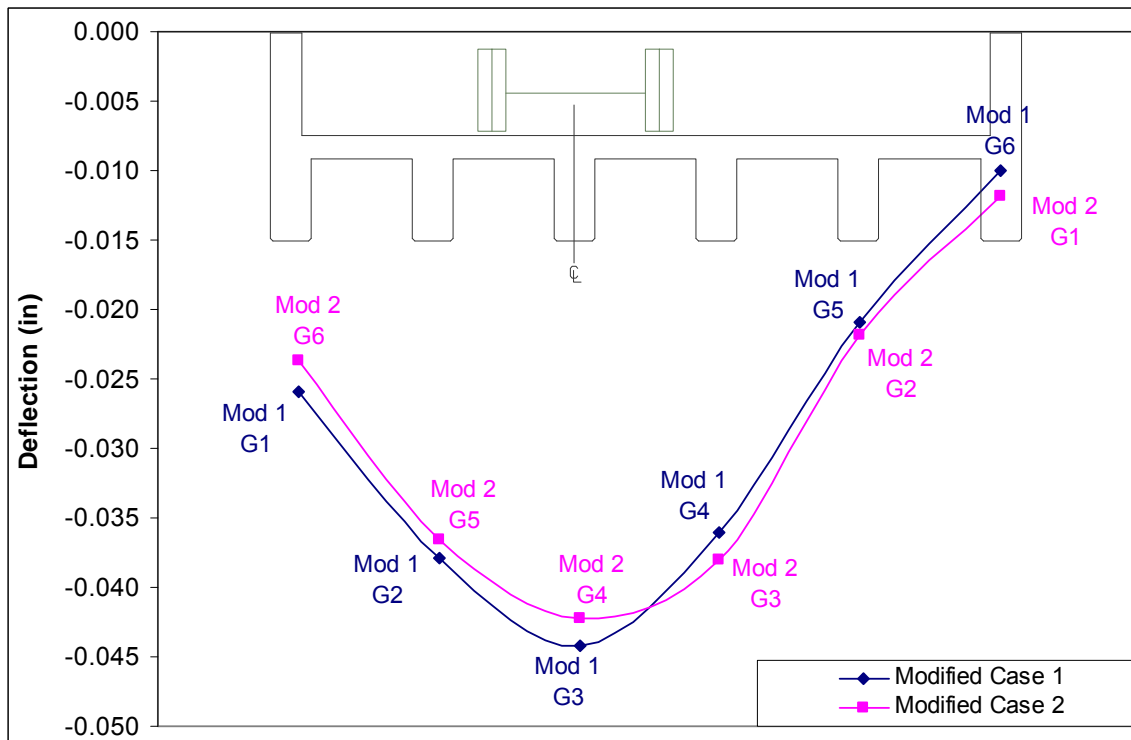 0.000
-0.005
-0.010
-0.015
-0.020
-0.025
-0.030
-0.035
-0.040
-0.045
-0.050
Deflection (in)
Mod 1
G6
Mod 2
G1
℄
Mod 2
G6
Mod 1
G5
Mod 2
G2
Mod 1
G1
Mod 2
G5
Mod 1
G4
Mod 1
G2
Mod 2
G4
Mod 2
G3
Mod 1
G3
Modified Case 1
Modified Case 2